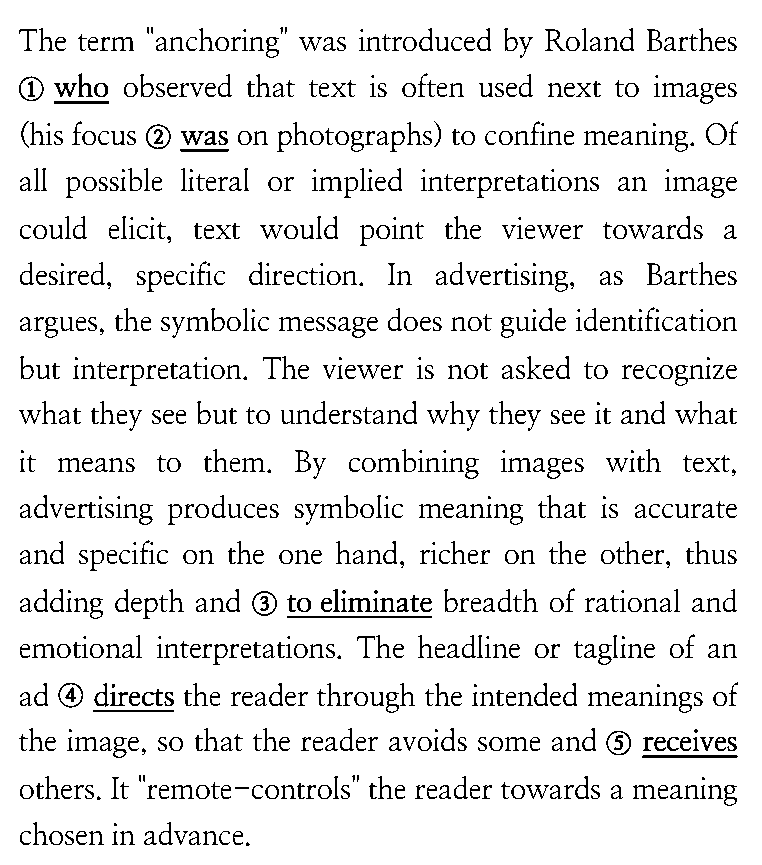 The term "anchoring" was introduced by Roland Barthes
① who observed that text is often used next to images
(his focus ② was on photographs) to confine meaning. Of
all possible literal or implied interpretations an image
could elicit, text would point the viewer towards a
desired, specific direction. In advertising, as Barthes
argues, the symbolic message does not guide identification
but interpretation. The viewer is not asked to recognize
what they see but to understand why they see it and what
it means to them. By combining images with text,
advertising produces symbolic meaning that is accurate
and specific on the one hand, richer on the other, thus
adding depth and ③ to eliminate breadth of rational and
emotional interpretations. The headline or tagline of an
ad ④ directs the reader through the intended meanings of
the image, so that the reader avoids some and ⑤ receives
others. It "remote-controls" the reader towards a meaning
chosen in advance.